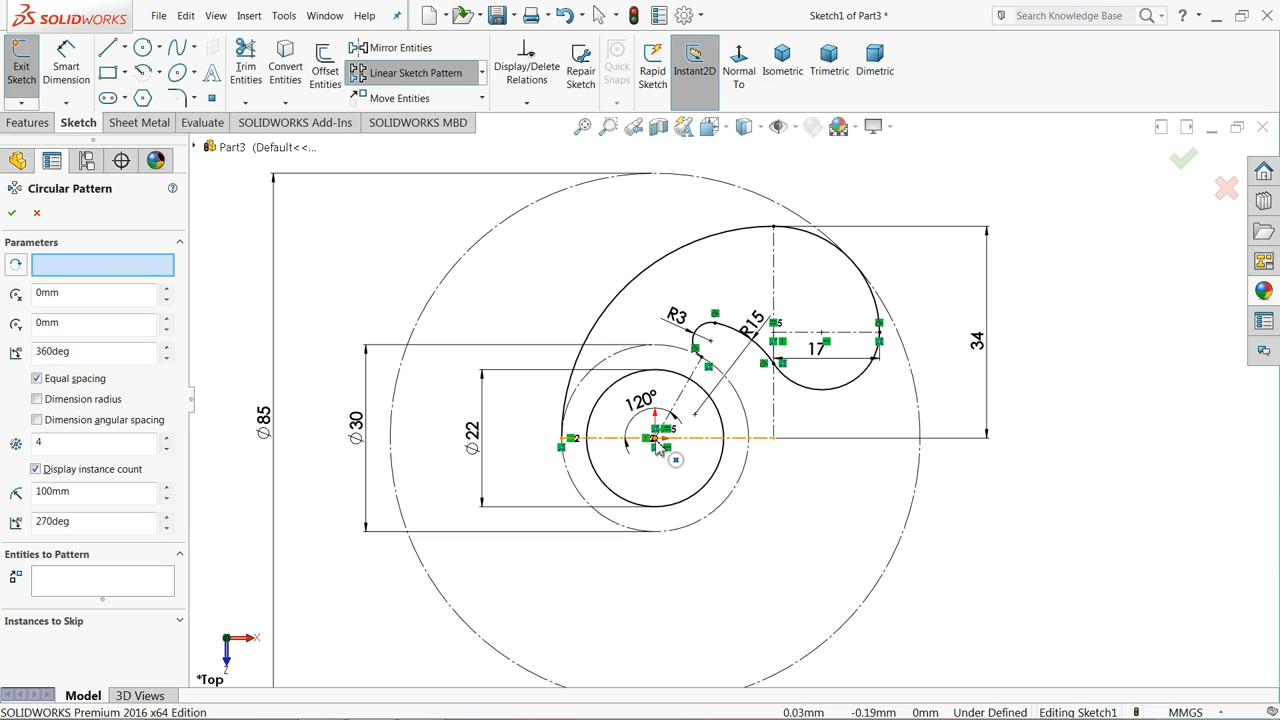 SOLIDWORKS File Edit View Insert Tools Window Help Sketch1 of Part3 * Search Knowledge Base ?
Exit Sketch
Smart Dimension
Trim Entities
Convert Entities
Offset Entities
Mirror Entities
Linear Sketch Pattern
Move Entities
Display/Delete Relations
Repair Sketch
Quick Snaps
Rapid Sketch
Instant2D
Normal To
Isometric
Trimetric
Dimetric
Features Sketch Sheet Metal Evaluate SOLIDWORKS Add-Ins SOLIDWORKS MBD
Part3 (Default<<...
Circular Pattern
Parameters
0mm
0mm
360deg
Equal spacing
Dimension radius
Dimension angular spacing
4
Display instance count
100mm
270deg
Entities to Pattern
Instances to Skip
R3
R15
5
17
34
120°
5
2
Ø85
Ø30
Ø22
X
Z
*Top
Model 3D Views
SOLIDWORKS Premium 2016 x64 Edition 0.03mm -0.19mm 0mm Under Defined Editing Sketch1 MMGS